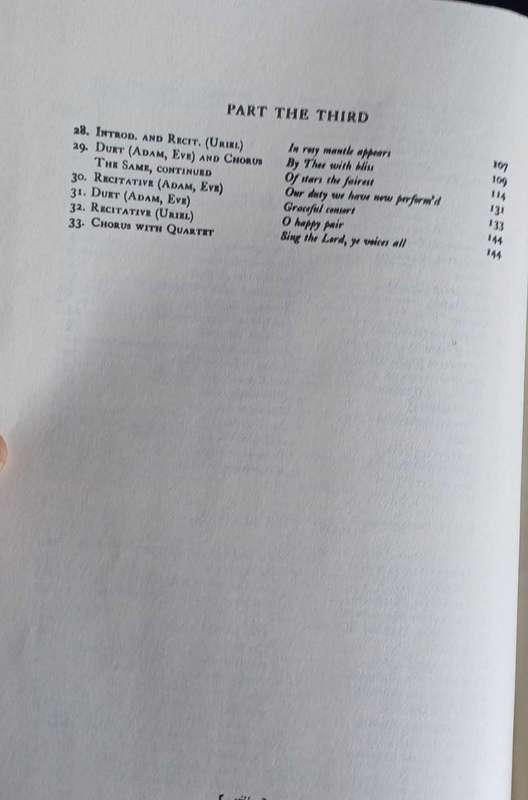 PART THE THIRD
28. INTROD. AND RECIT. (URIEL) In rosy mantle appears 107
29. DUET (ADAM, EVE) AND CHORUS By Thee with bliss 109
THE SAME, CONTINUED Of stars the fairest 114
30. RECITATIVE (ADAM, EVE) Our duty we have now perform'd 131
31. DUET (ADAM, EVE) Graceful consort 133
32. RECITATIVE (URIEL) O happy pair 144
33. CHORUS WITH QUARTET Sing the Lord, ye voices all 144